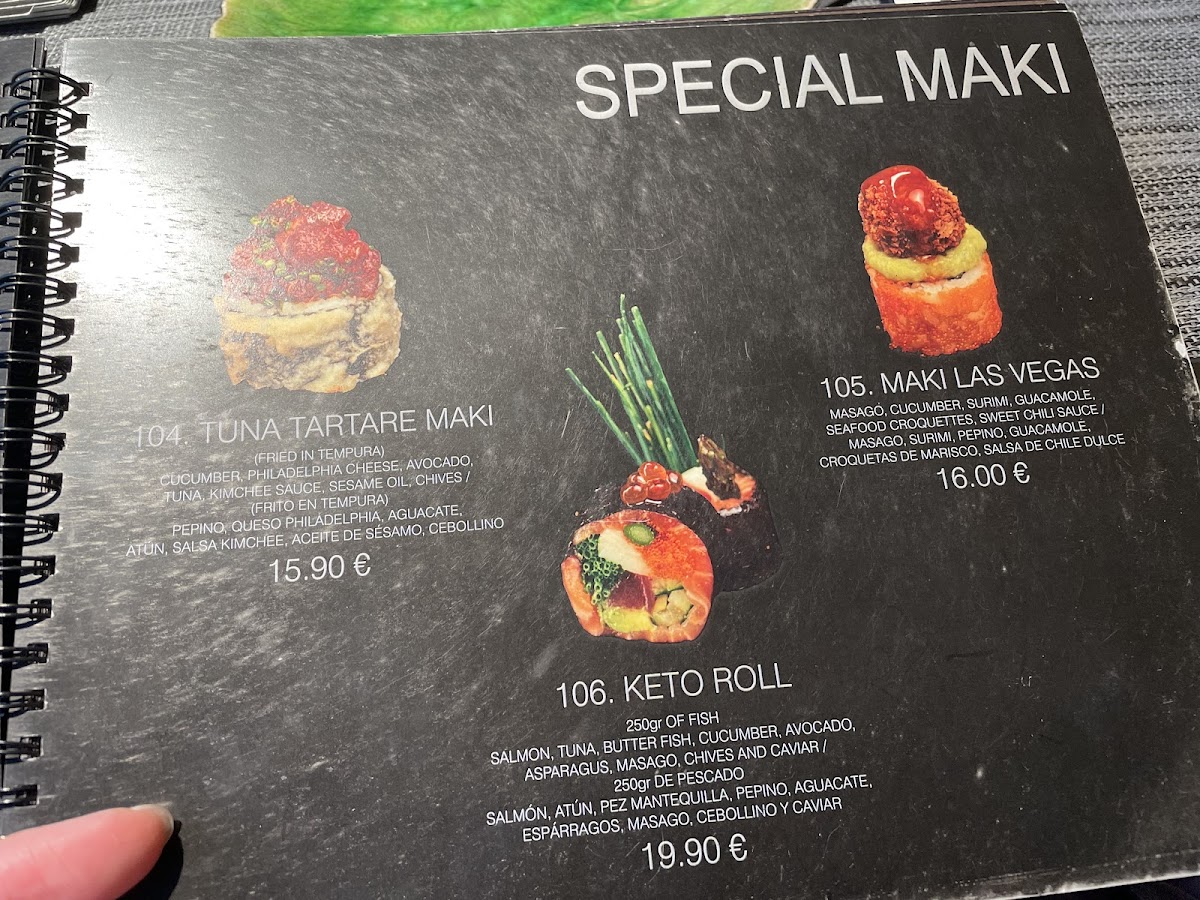 SPECIAL MAKI
104. TUNA TARTARE MAKI
(FRIED IN TEMPURA)
CUCUMBER, PHILADELPHIA CHEESE, AVOCADO,
TUNA, KIMCHEE SAUCE, SESAME OIL, CHIVES /
(FRITO EN TEMPURA)
PEPINO, QUESO PHILADELPHIA, AGUACATE,
ATÚN, SALSA KIMCHEE, ACEITE DE SÉSAMO, CEBOLLINO
15.90 €
105. MAKI LAS VEGAS
MASAGO, CUCUMBER, SURIMI, GUACAMOLE,
SEAFOOD CROQUETTES, SWEET CHILI SAUCE /
MASAGO, SURIMI, PEPINO, GUACAMOLE,
CROQUETAS DE MARISCO, SALSA DE CHILE DULCE
16.00 €
106. KETO ROLL
250gr OF FISH
SALMON, TUNA, BUTTER FISH, CUCUMBER, AVOCADO,
ASPARAGUS, MASAGO, CHIVES AND CAVIAR /
250gr DE PESCADO
SALMÓN, ATÚN, PEZ MANTEQUILLA, PEPINO, AGUACATE,
ESPÁRRAGOS, MASAGO, CEBOLLINO Y CAVIAR
19.90 €